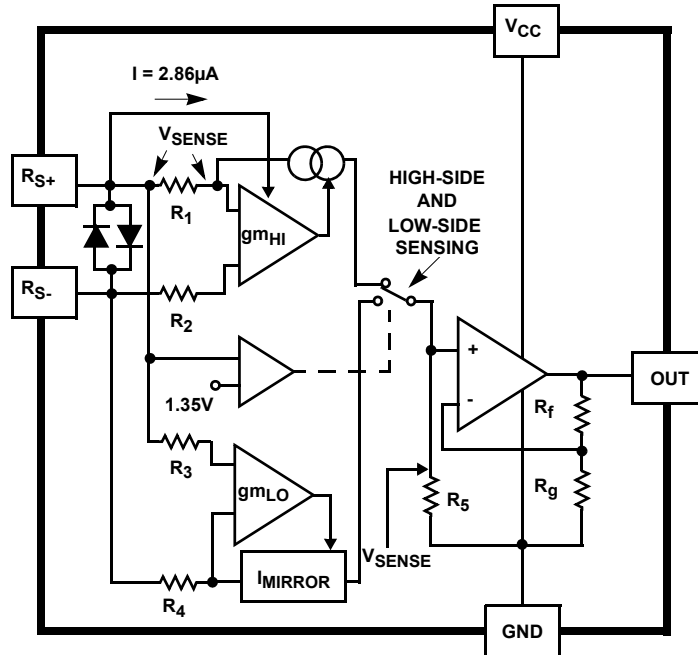 VCC
I = 2.86µA
VSENSE
RS+
R1
gmHI
HIGH-SIDE
AND
LOW-SIDE
SENSING
RS-
R2
+
-
1.35V
OUT
Rf
R3
gmLO
R5
Rg
VSENSE
IMIRROR
R4
GND